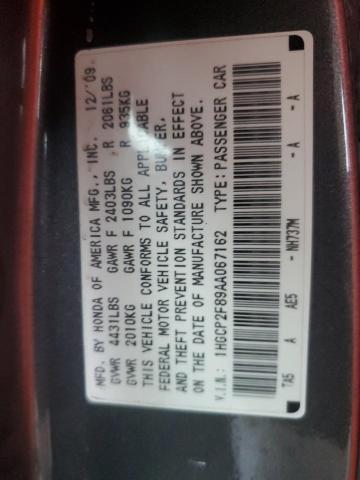 MFD. BY HONDA OF AMERICA MFG., INC. 12/'09
GVWR 4431LBS GAWR F 2403LBS R 2061LBS
GVWR 2010KG GAWR F 1090KG R 935KG
THIS VEHICLE CONFORMS TO ALL APPLICABLE
FEDERAL MOTOR VEHICLE SAFETY, BUMPER,
AND THEFT PREVENTION STANDARDS IN EFFECT
ON THE DATE OF MANUFACTURE SHOWN ABOVE.
V.I.N.: 1HGCP2F89AA067162 TYPE:PASSENGER CAR
TA5 A AE5 - NH737M - A - A